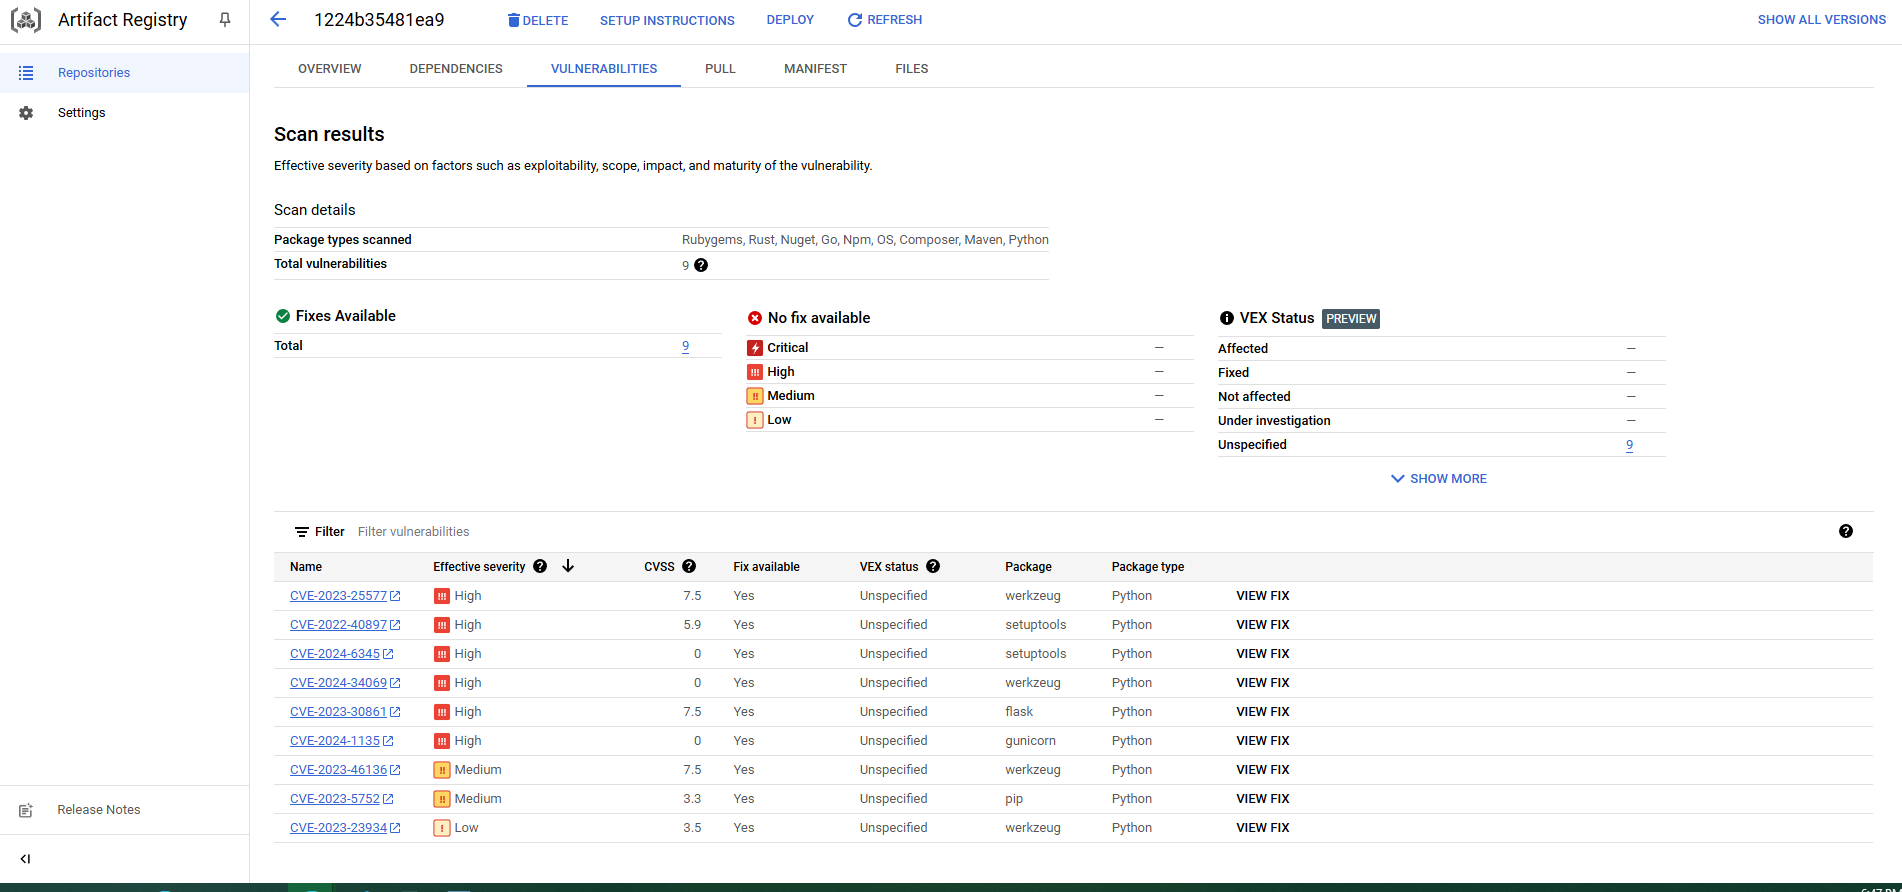 Artifact Registry
1224b35481ea9
DELETE
SETUP INSTRUCTIONS
DEPLOY
REFRESH
SHOW ALL VERSIONS
Repositories
Settings
Release Notes
OVERVIEW
DEPENDENCIES
VULNERABILITIES
PULL
MANIFEST
FILES
Scan results
Effective severity based on factors such as exploitability, scope, impact, and maturity of the vulnerability.
Scan details
Package types scanned Rubygems, Rust, Nuget, Go, Npm, OS, Composer, Maven, Python
Total vulnerabilities 9
Fixes Available
Total 9
No fix available
Critical —
High —
Medium —
Low —
VEX Status PREVIEW
Affected —
Fixed —
Not affected —
Under investigation —
Unspecified 9
SHOW MORE
Filter Filter vulnerabilities
Name Effective severity CVSS Fix available VEX status Package Package type
CVE-2023-25577 High 7.5 Yes Unspecified werkzeug Python VIEW FIX
CVE-2022-40897 High 5.9 Yes Unspecified setuptools Python VIEW FIX
CVE-2024-6345 High 0 Yes Unspecified setuptools Python VIEW FIX
CVE-2024-34069 High 0 Yes Unspecified werkzeug Python VIEW FIX
CVE-2023-30861 High 7.5 Yes Unspecified flask Python VIEW FIX
CVE-2024-1135 High 0 Yes Unspecified gunicorn Python VIEW FIX
CVE-2023-46136 Medium 7.5 Yes Unspecified werkzeug Python VIEW FIX
CVE-2023-5752 Medium 3.3 Yes Unspecified pip Python VIEW FIX
CVE-2023-23934 Low 3.5 Yes Unspecified werkzeug Python VIEW FIX